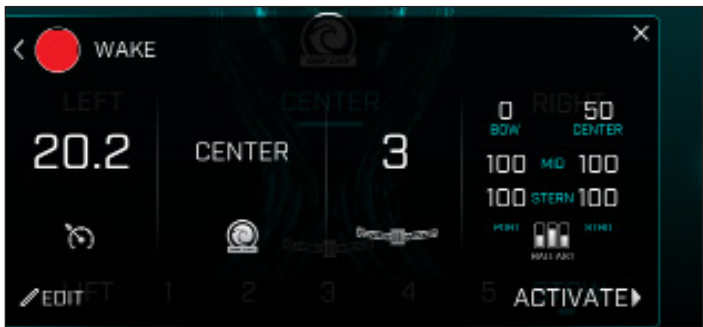 WAKE
LEFT CENTER RIGHT
0 50
BOW CENTER
20.2 CENTER 3
100 MID 100
100 STERN 100
PORT STBD
BALLAST
LIFT 1 2 3 4 5
EDIT ACTIVATE